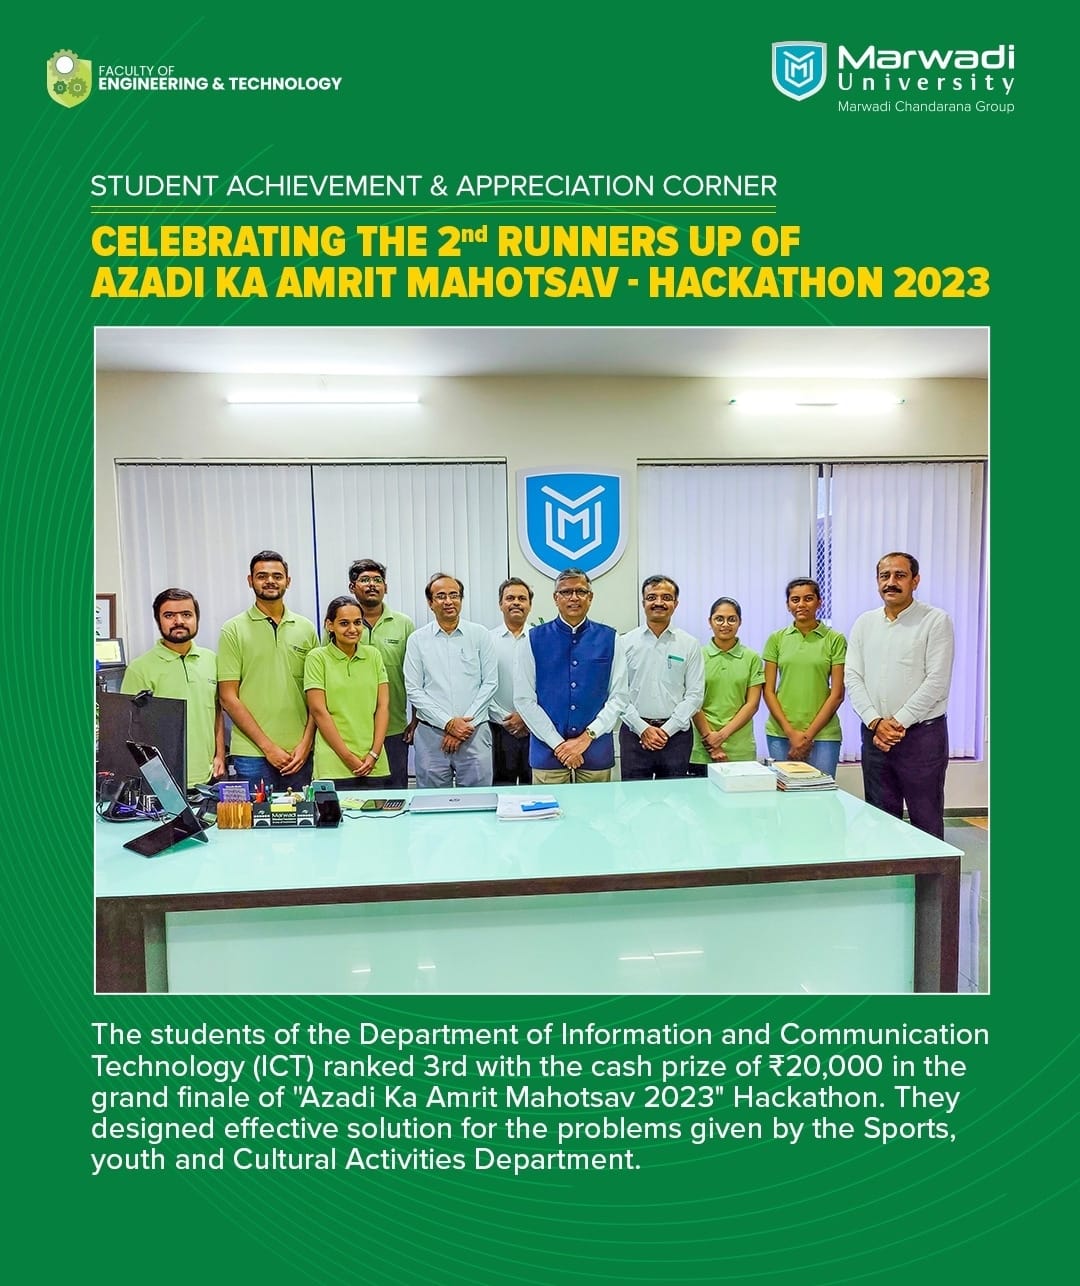 FACULTY OF
ENGINEERING & TECHNOLOGY
Marwadi
University
Marwadi Chandarana Group
STUDENT ACHIEVEMENT & APPRECIATION CORNER
CELEBRATING THE 2nd RUNNERS UP OF
AZADI KA AMRIT MAHOTSAV - HACKATHON 2023
Marwadi
The students of the Department of Information and Communication
Technology (ICT) ranked 3rd with the cash prize of ₹20,000 in the
grand finale of "Azadi Ka Amrit Mahotsav 2023" Hackathon. They
designed effective solution for the problems given by the Sports,
youth and Cultural Activities Department.